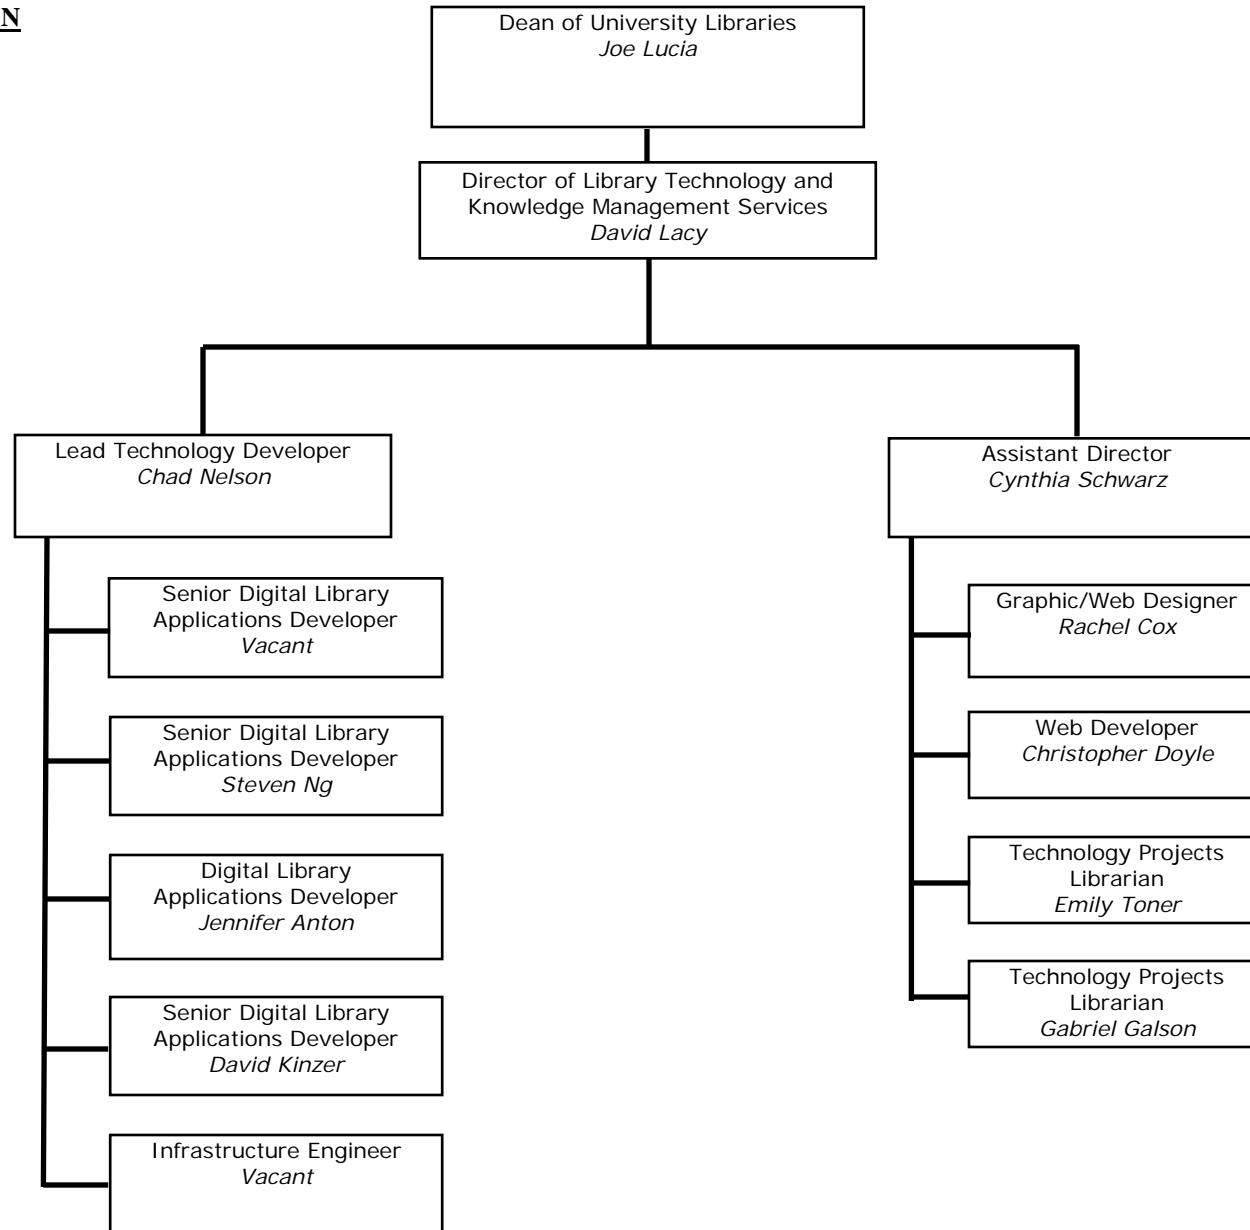 N
Dean of University Libraries
Joe Lucia
Director of Library Technology and
Knowledge Management Services
David Lacy
Lead Technology Developer
Chad Nelson
Senior Digital Library
Applications Developer
Vacant
Senior Digital Library
Applications Developer
Steven Ng
Digital Library
Applications Developer
Jennifer Anton
Senior Digital Library
Applications Developer
David Kinzer
Infrastructure Engineer
Vacant
Assistant Director
Cynthia Schwarz
Graphic/Web Designer
Rachel Cox
Web Developer
Christopher Doyle
Technology Projects
Librarian
Emily Toner
Technology Projects
Librarian
Gabriel Galson